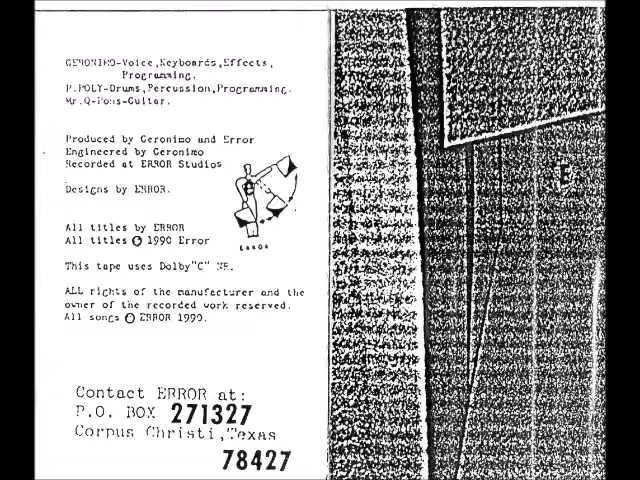 GERONIMO-Voice,Keyboards,Effects,
Programming.
P.POLY-Drums,Percussion,Programming.
Mr.Q-Pons-Guitar.
Produced by Geronimo and Error
Engineered by Geronimo
Recorded at ERROR Studios
Designs by ERROR.
ERROR
All titles by ERROR
All titles © 1990 Error
This tape uses Dolby"C" NR.
ALL rights of the manufacturer and the
owner of the recorded work reserved.
All songs © ERROR 1999.
Contact ERROR at:
P.O. BOX 271327
Corpus Christi,Texas
78427
E